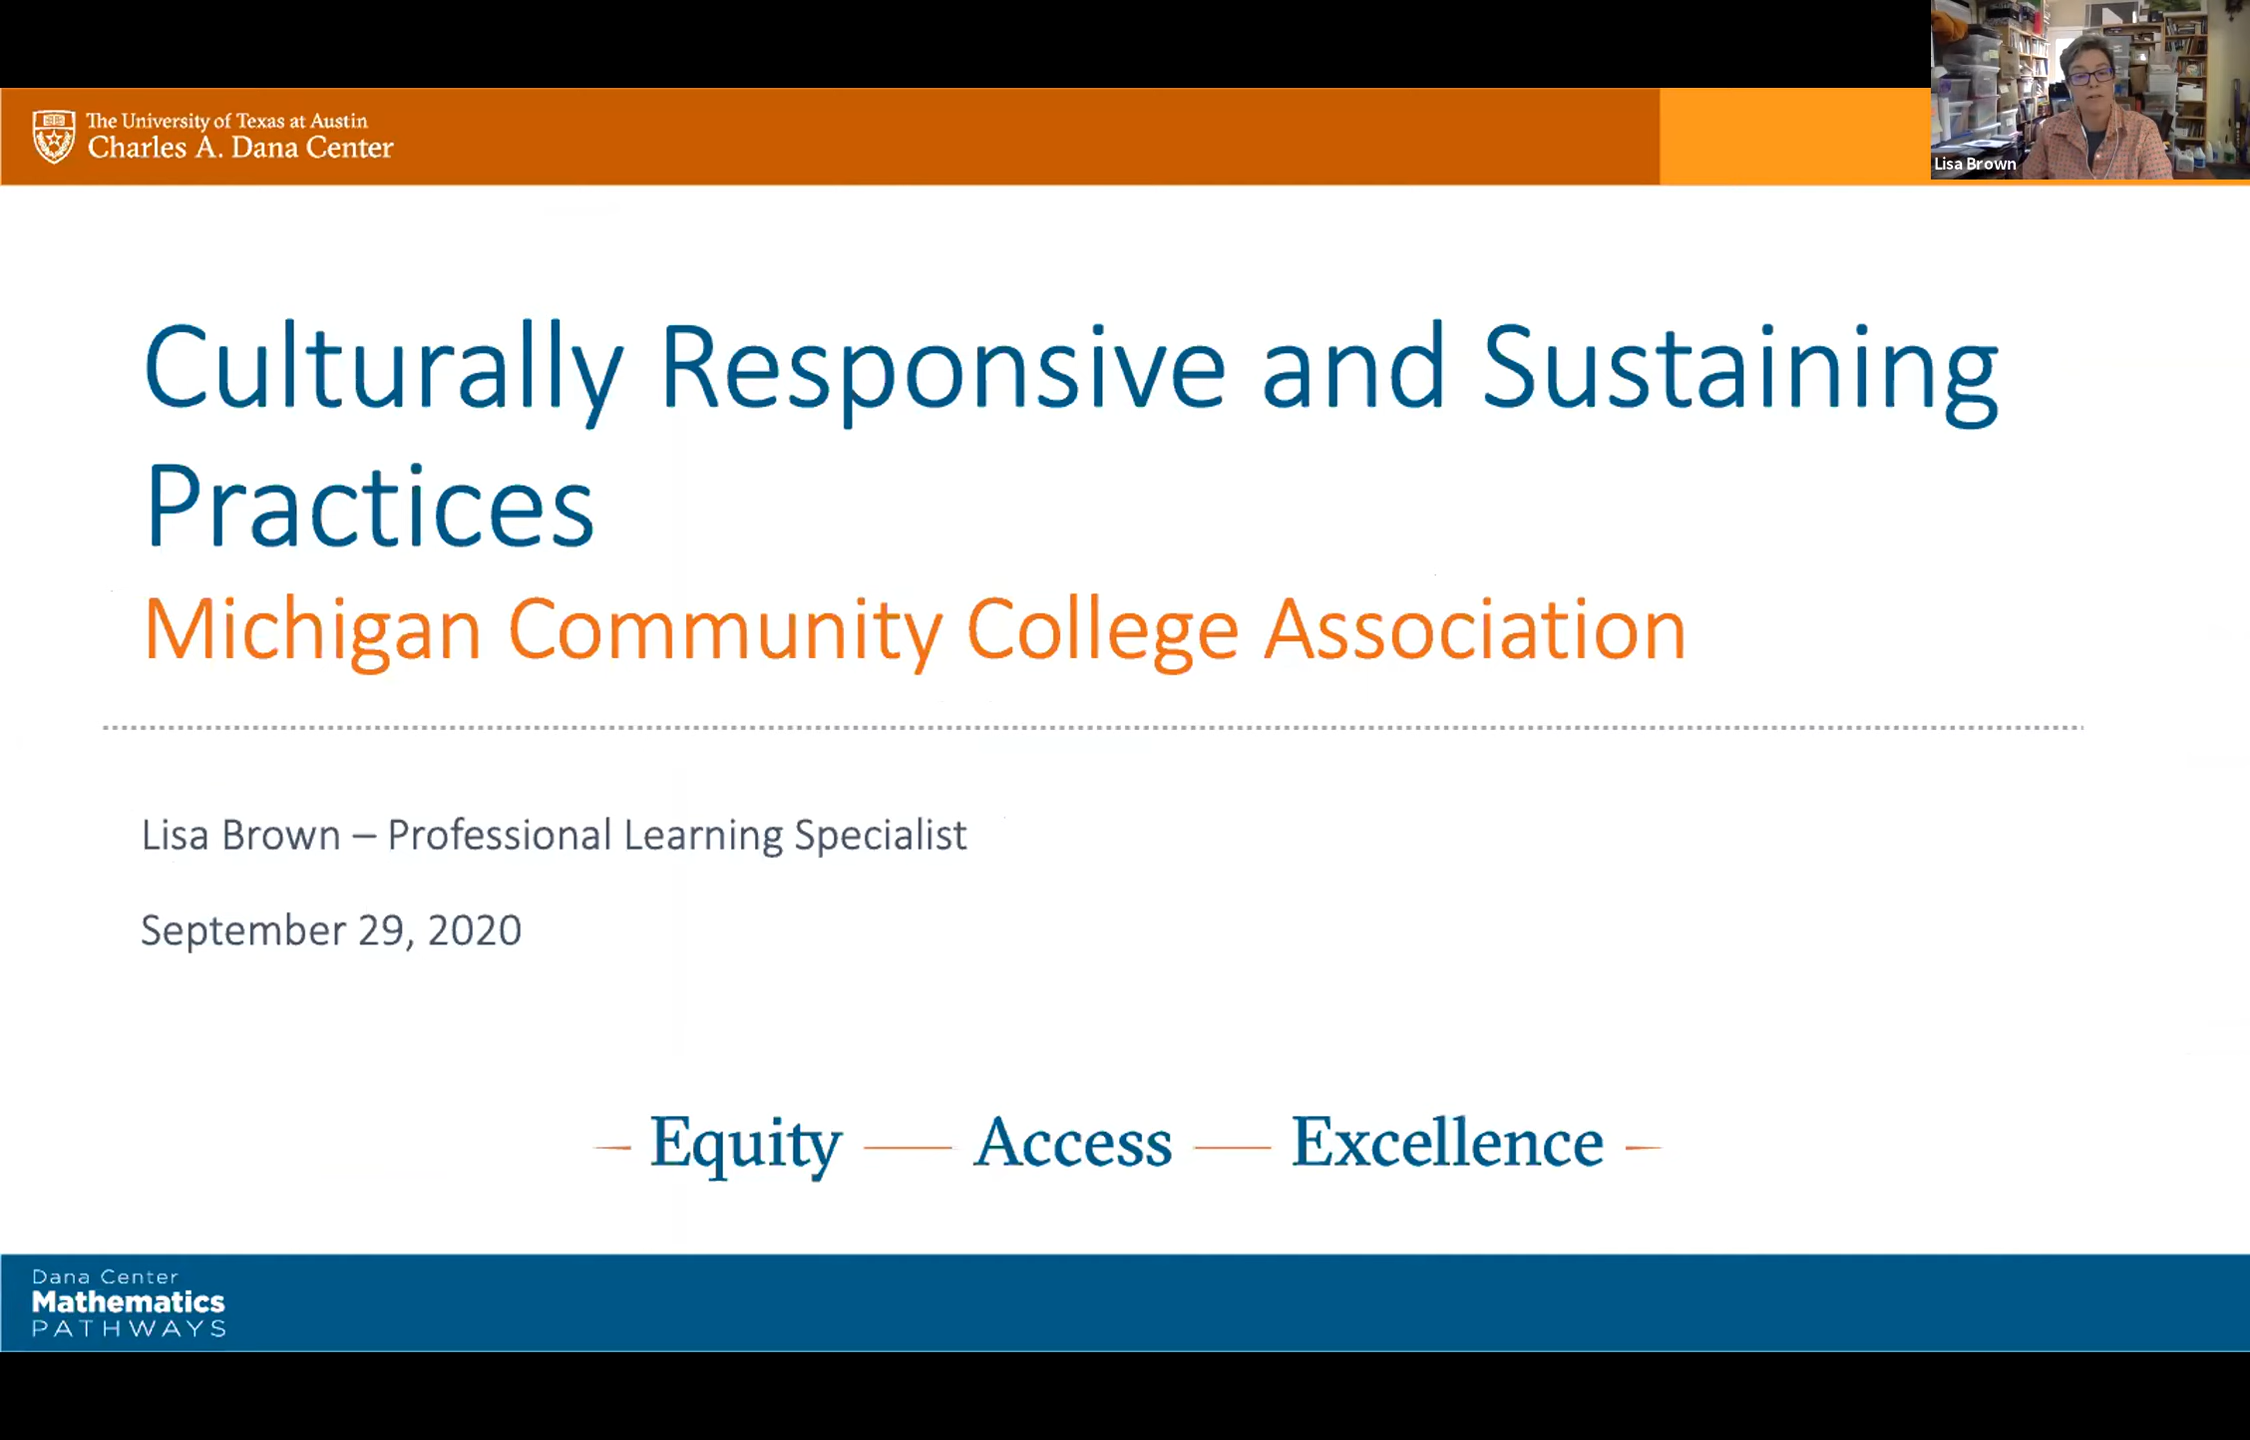 The University of Texas at Austin
Charles A. Dana Center
Lisa Brown
Culturally Responsive and Sustaining
Practices
Michigan Community College Association
Lisa Brown – Professional Learning Specialist
September 29, 2020
Equity — Access — Excellence
Dana Center
Mathematics
PATHWAYS